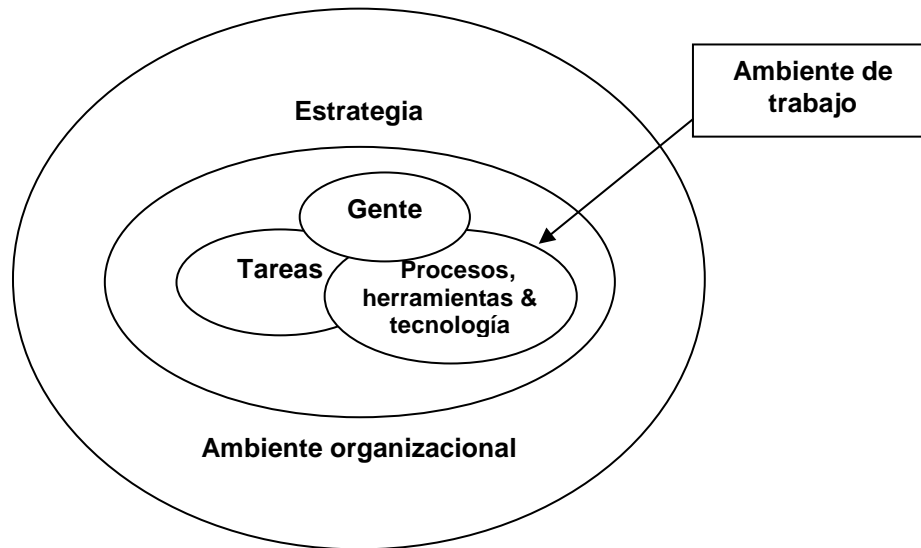 Ambiente de
trabajo
Estrategia
Gente
Tareas
Procesos,
herramientas &
tecnología
Ambiente organizacional